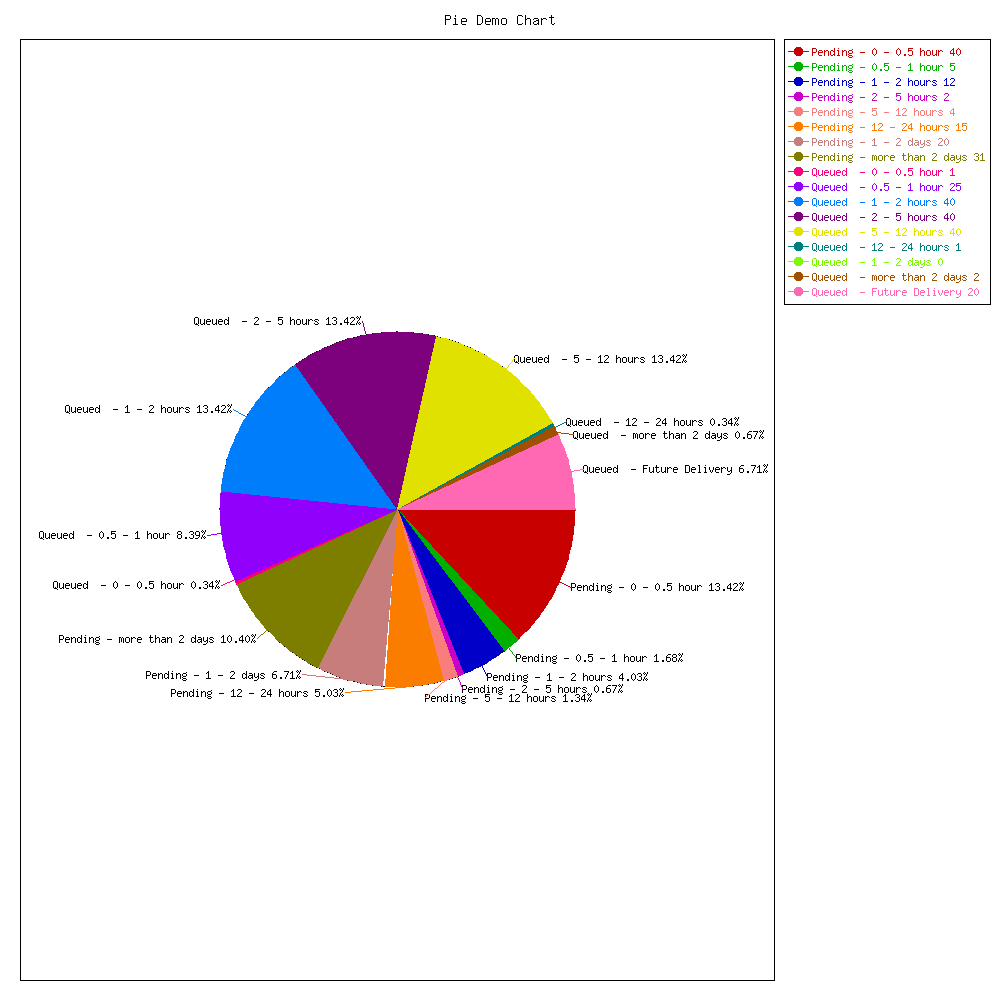 Pie Demo Chart
Pending - 0 - 0.5 hour 40
Pending - 0.5 - 1 hour 5
Pending - 1 - 2 hours 12
Pending - 2 - 5 hours 2
Pending - 5 - 12 hours 4
Pending - 12 - 24 hours 15
Pending - 1 - 2 days 20
Pending - more than 2 days 31
Queued  - 0 - 0.5 hour 1
Queued  - 0.5 - 1 hour 25
Queued  - 1 - 2 hours 40
Queued  - 2 - 5 hours 40
Queued  - 5 - 12 hours 40
Queued  - 12 - 24 hours 1
Queued  - 1 - 2 days 0
Queued  - more than 2 days 2
Queued  - Future Delivery 20
Queued  - 2 - 5 hours 13.42%
Queued  - 5 - 12 hours 13.42%
Queued  - 1 - 2 hours 13.42%
Queued  - 12 - 24 hours 0.34%
Queued  - more than 2 days 0.67%
Queued  - Future Delivery 6.71%
Queued  - 0.5 - 1 hour 8.39%
Queued  - 0 - 0.5 hour 0.34%
Pending - 0 - 0.5 hour 13.42%
Pending - more than 2 days 10.40%
Pending - 0.5 - 1 hour 1.68%
Pending - 1 - 2 days 6.71%
Pending - 1 - 2 hours 4.03%
Pending - 12 - 24 hours 5.03%
Pending - 2 - 5 hours 0.67%
Pending - 5 - 12 hours 1.34%